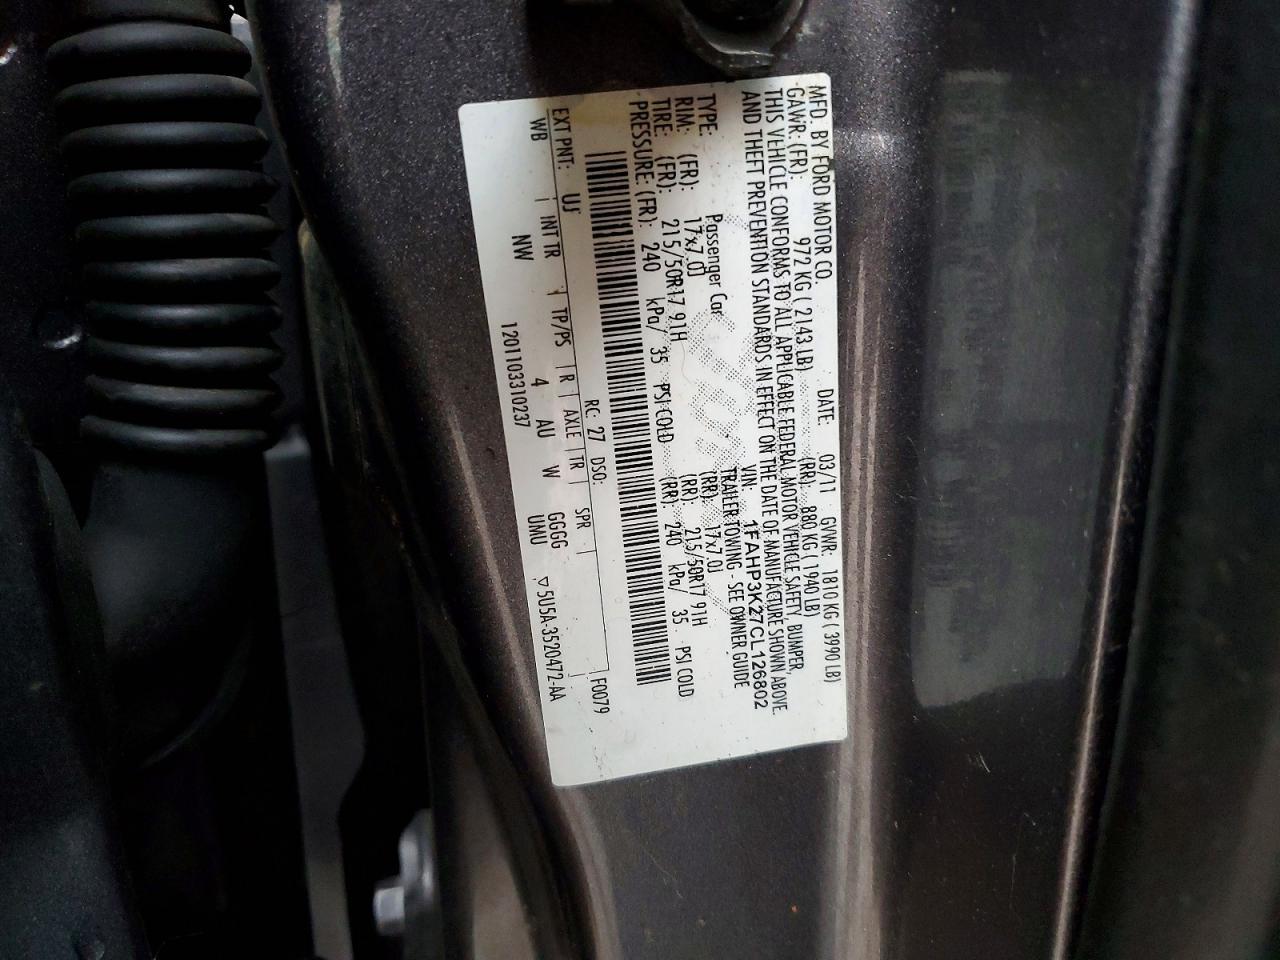 MFD. BY FORD MOTOR CO.
DATE: 03/11 GVWR: 1810 KG ( 3990 LB)
GAWR: (FR): 972 KG ( 2143 LB) (RR): 880 KG ( 1940 LB)
THIS VEHICLE CONFORMS TO ALL APPLICABLE FEDERAL MOTOR VEHICLE SAFETY, BUMPER,
AND THEFT PREVENTION STANDARDS IN EFFECT ON THE DATE OF MANUFACTURE SHOWN ABOVE.
VIN: 1FAHP3K27CL126802
TYPE: Passenger Car TRAILER TOWING - SEE OWNER GUIDE
RIM: (FR): 17x7.0J (RR): 17x7.0J
TIRE: (FR): 215/50R17 91H (RR): 215/50R17 91H
PRESSURE: (FR): 240 kPa/ 35 PSI COLD (RR): 240 kPa/ 35 PSI COLD
EXT PNT: UJ RC: 27 DSO: F0079
WB | INT TR | TP/PS | R | AXLE | TR | SPR |
NW 4 AU W GGGG
UMU
1201103310237
▽5U5A-3520472-AA